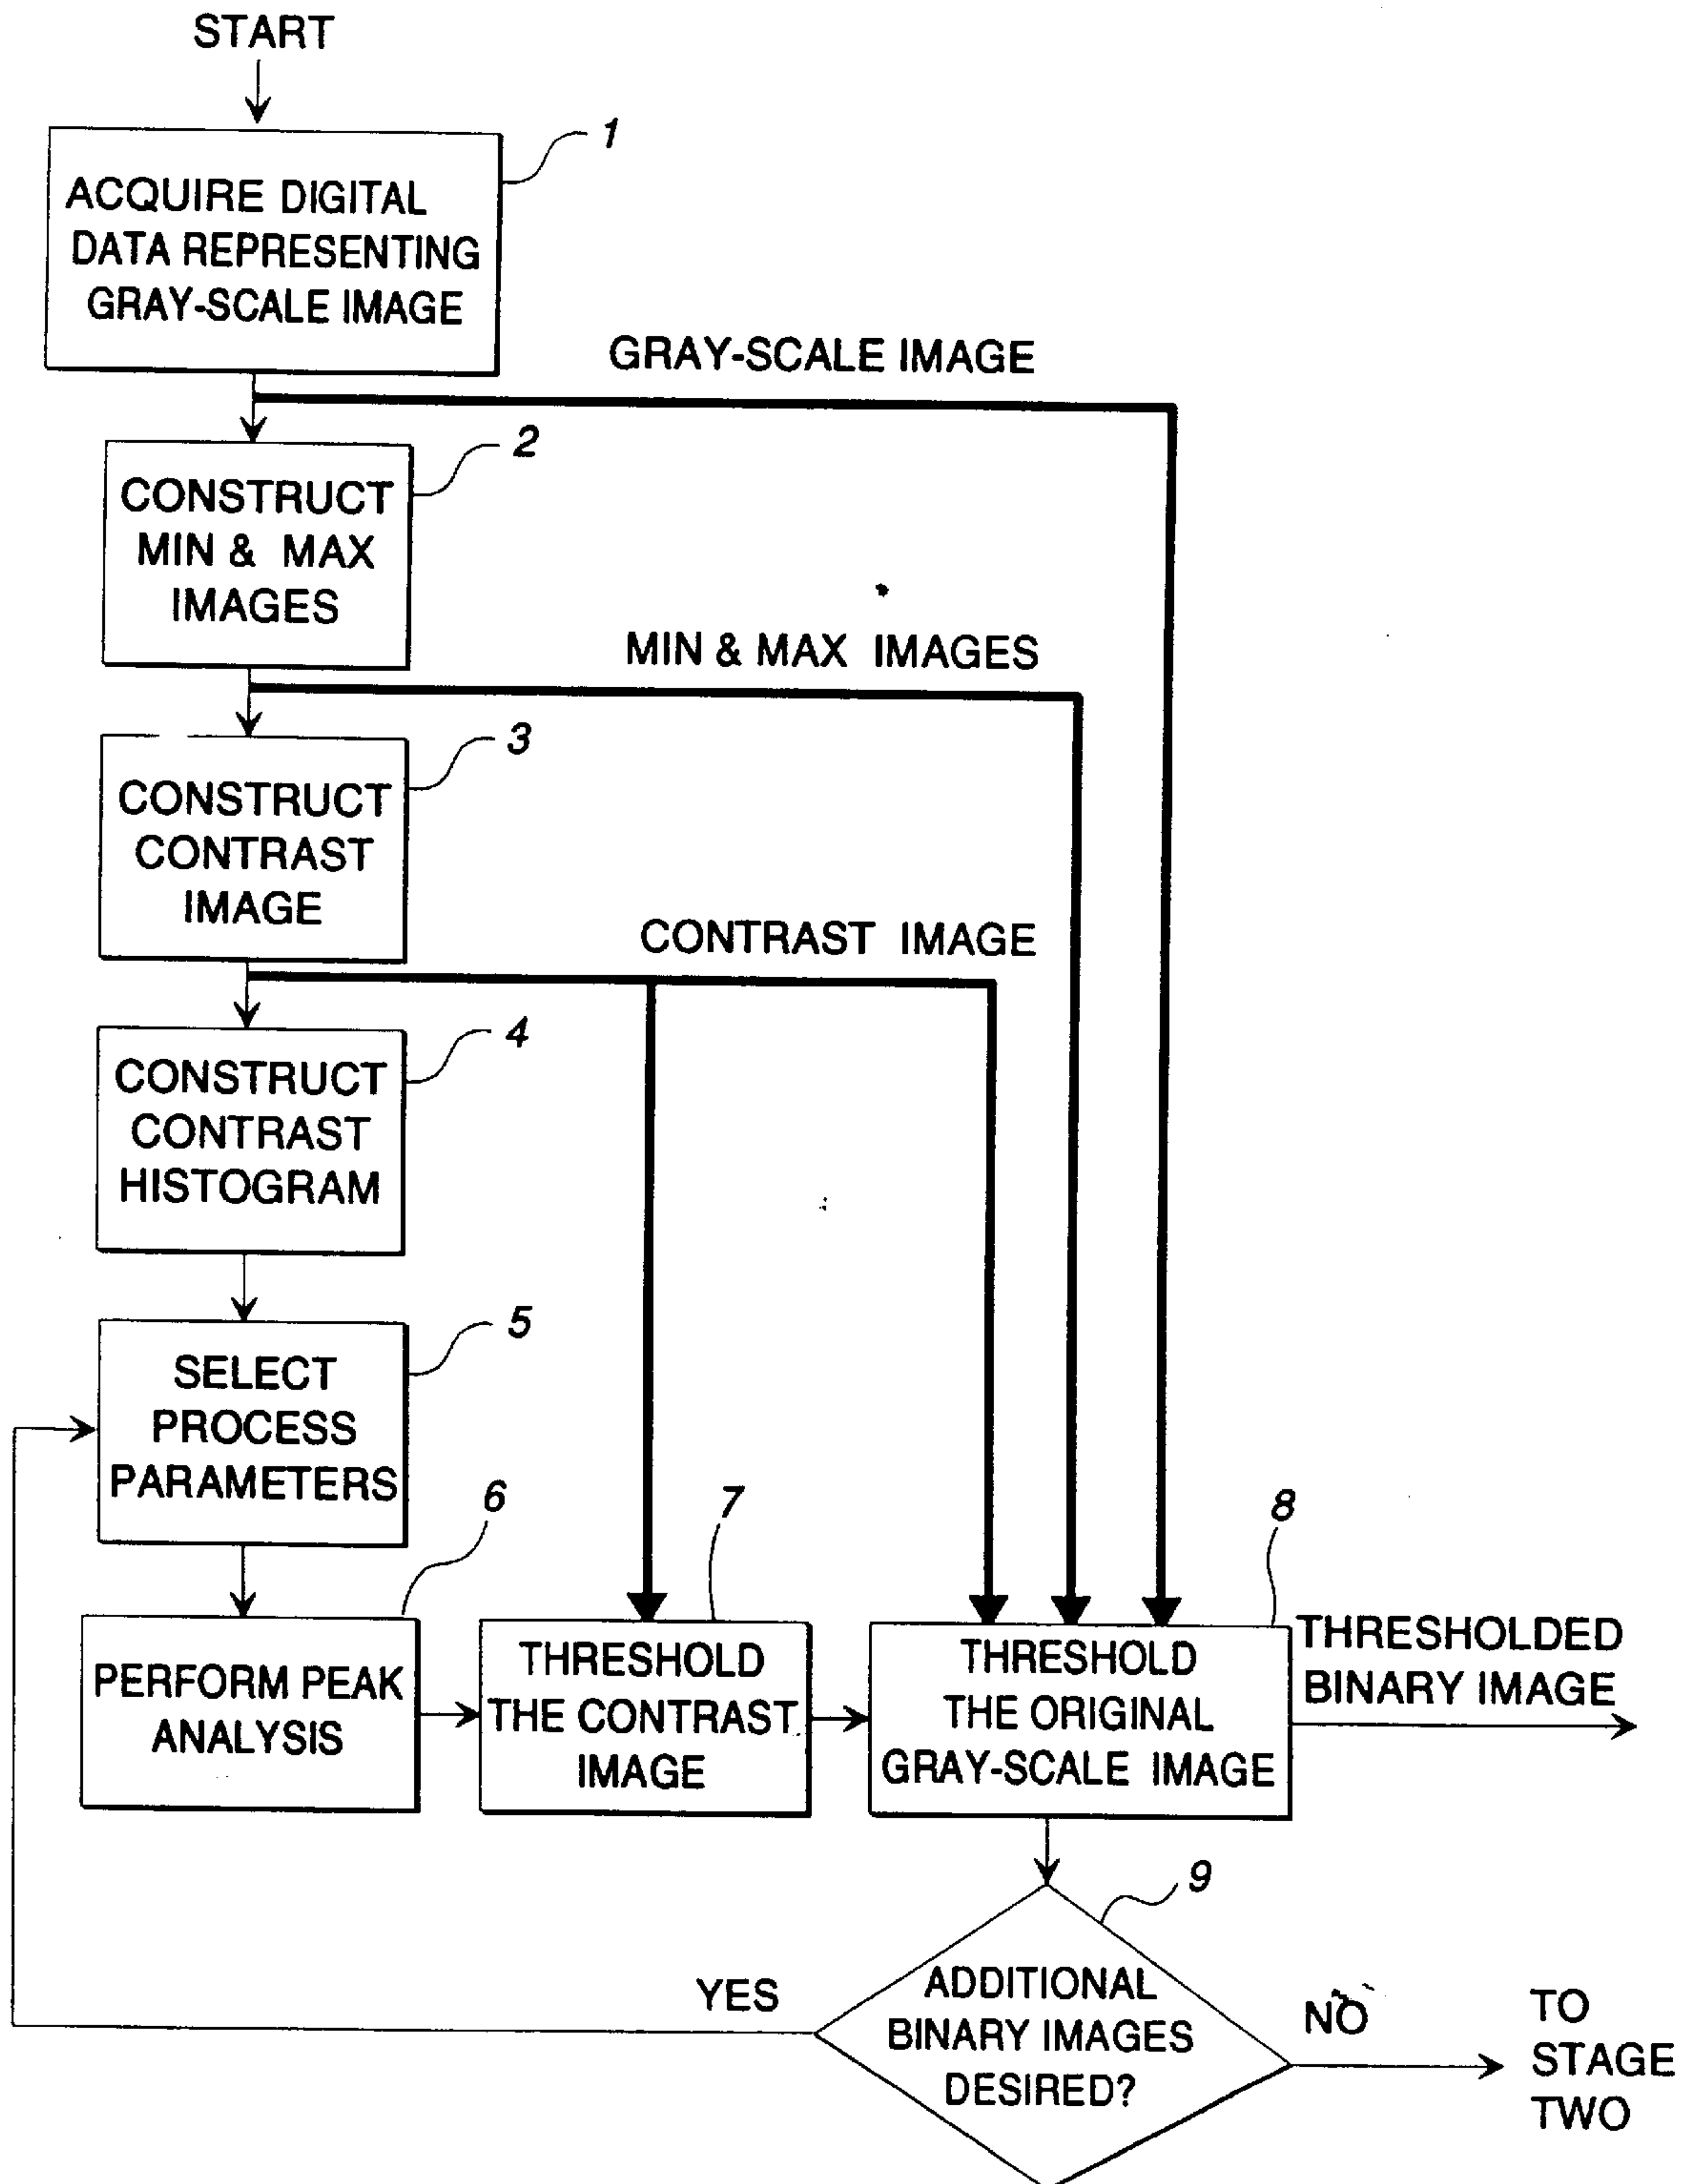 START
1
ACQUIRE DIGITAL
DATA REPRESENTING
GRAY-SCALE IMAGE
GRAY-SCALE IMAGE
2
CONSTRUCT
MIN & MAX
IMAGES
MIN & MAX IMAGES
3
CONSTRUCT
CONTRAST
IMAGE
CONTRAST IMAGE
4
CONSTRUCT
CONTRAST
HISTOGRAM
5
SELECT
PROCESS
PARAMETERS
6
PERFORM PEAK
ANALYSIS
7
THRESHOLD
THE CONTRAST
IMAGE
8
THRESHOLD
THE ORIGINAL
GRAY-SCALE IMAGE
THRESHOLDED
BINARY IMAGE
9
ADDITIONAL
BINARY IMAGES
DESIRED?
YES
NO
TO
STAGE
TWO